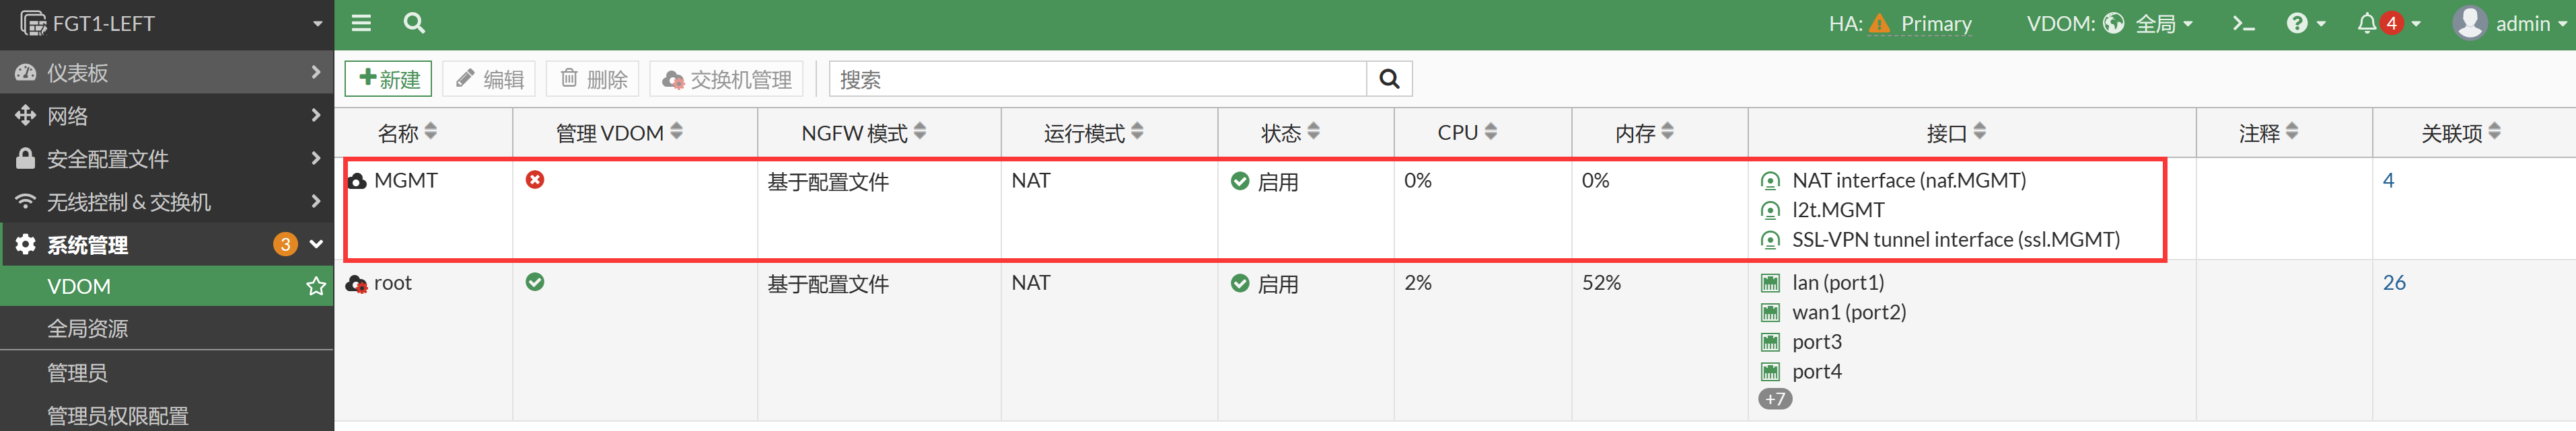 FGT1-LEFT
HA: Primary
VDOM: 全局
4
admin
仪表板
网络
安全配置文件
无线控制 & 交换机
系统管理
3
VDOM
全局资源
管理员
管理员权限配置
新建
编辑
删除
交换机管理
搜索
名称 管理 VDOM NGFW 模式 运行模式 状态 CPU 内存 接口 注释 关联项
MGMT 基于配置文件 NAT 启用 0% 0% NAT interface (naf.MGMT) 4
l2t.MGMT
SSL-VPN tunnel interface (ssl.MGMT)
root 基于配置文件 NAT 启用 2% 52% lan (port1) 26
wan1 (port2)
port3
port4
+7